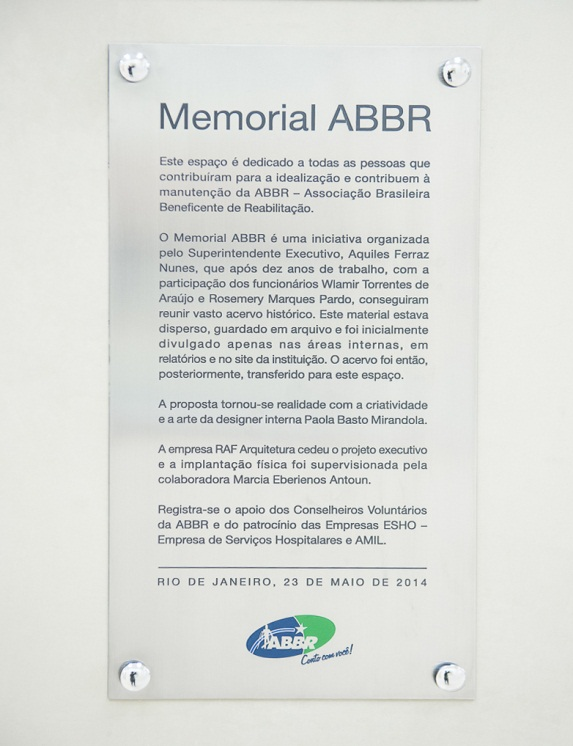 Memorial ABBR
Este espaço é dedicado a todas as pessoas que
contribuíram para a idealização e contribuem à
manutenção da ABBR – Associação Brasileira
Beneficente de Reabilitação.
O Memorial ABBR é uma iniciativa organizada
pelo Superintendente Executivo, Aquiles Ferraz
Nunes, que após dez anos de trabalho, com a
participação dos funcionários Wlamir Torrentes de
Araújo e Rosemery Marques Pardo, conseguiram
reunir vasto acervo histórico. Este material estava
disperso, guardado em arquivo e foi inicialmente
divulgado apenas nas áreas internas, em
relatórios e no site da instituição. O acervo foi então,
posteriormente, transferido para este espaço.
A proposta tornou-se realidade com a criatividade
e a arte da designer interna Paola Basto Mirandola.
A empresa RAF Arquitetura cedeu o projeto executivo
e a implantação física foi supervisionada pela
colaboradora Marcia Eberienos Antoun.
Registra-se o apoio dos Conselheiros Voluntários
da ABBR e do patrocínio das Empresas ESHO –
Empresa de Serviços Hospitalares e AMIL.
RIO DE JANEIRO, 23 DE MAIO DE 2014
ABBR
Conto com você!